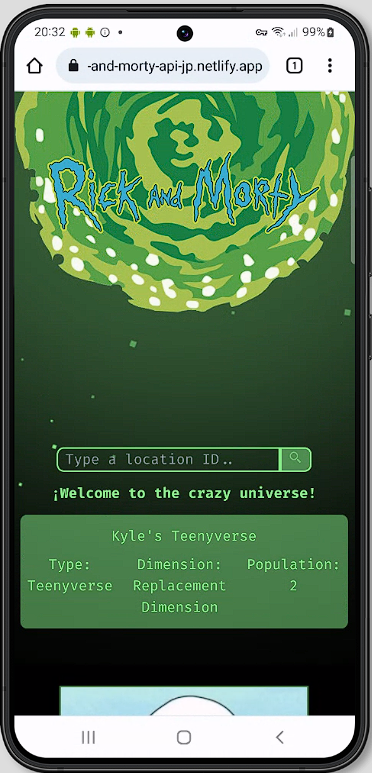 20:32
99%
-and-morty-api-jp.netlify.app
1
Rick And Morty
Type a location ID..
¡Welcome to the crazy universe!
Kyle's Teenyverse
Type: Dimension: Population:
Teenyverse Replacement 2
Dimension